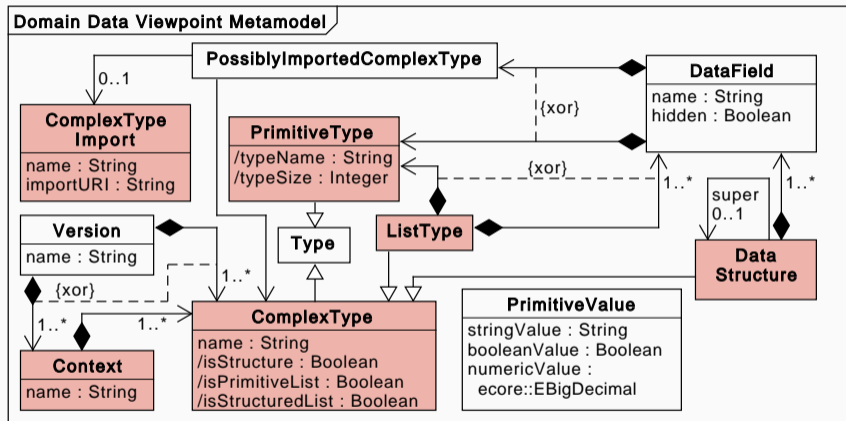 Domain Data Viewpoint Metamodel
PossiblyImportedComplexType
0..1
{xor}
DataField
name : String
hidden : Boolean
ComplexType
Import
name : String
importURI : String
PrimitiveType
/typeName : String
/typeSize : Integer
{xor}
1..*
1..*
super
0..1
Version
name : String
Type
ListType
Data
Structure
{xor}
1..*
1..*
1..*
ComplexType
name : String
/isStructure : Boolean
/isPrimitiveList : Boolean
/isStructuredList : Boolean
PrimitiveValue
stringValue : String
booleanValue : Boolean
numericValue :
ecore::EBigDecimal
Context
name : String